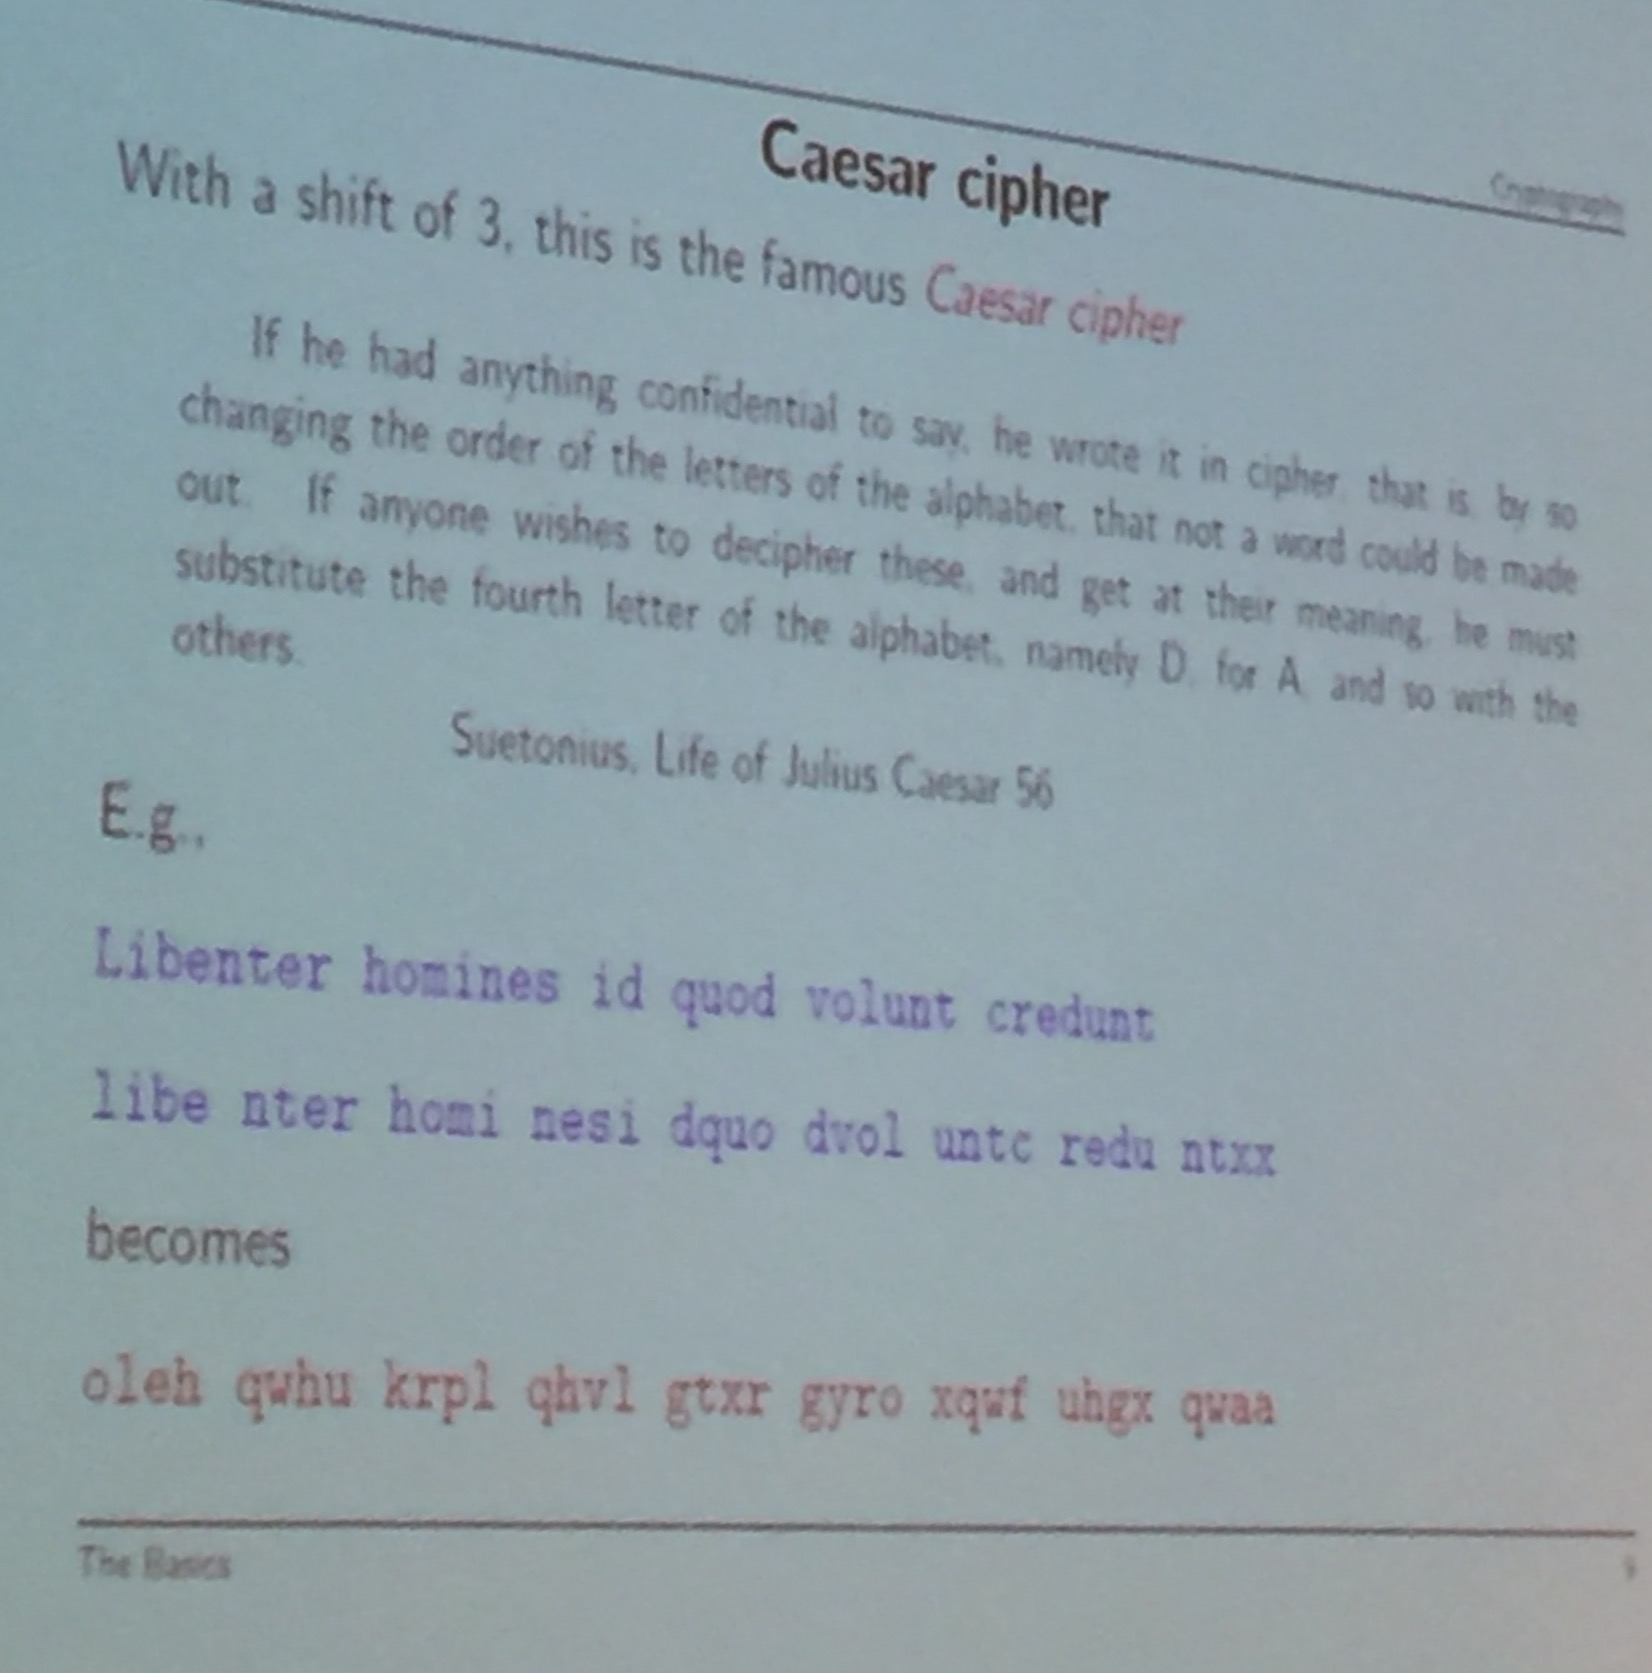 Cryptography
Caesar cipher
With a shift of 3, this is the famous Caesar cipher
If he had anything confidential to say, he wrote it in cipher, that is, by so
changing the order of the letters of the alphabet, that not a word could be made
out. If anyone wishes to decipher these, and get at their meaning, he must
substitute the fourth letter of the alphabet, namely D, for A, and so with the
others.
Suetonius, Life of Julius Caesar 56
E.g.,
Libenter homines id quod volunt credunt
libe nter homi nesi dquo dvol untc redu ntxx
becomes
oleh qwhu krpl qhvl gtxr gyro xqwf uhgx qwaa
The Basics